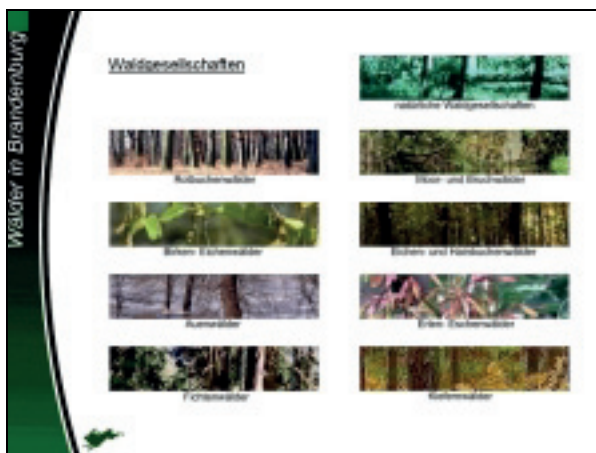 Wälder in Brandenburg
Waldgesellschaften
natürliche Waldgesellschaften
Rotbuchenwälder
Moor- und Bruchwälder
Birken- Eichenwälder
Eichen- und Hainbuchenwälder
Auenwälder
Erlen- Eschenwälder
Fichtenwälder
Kiefernwälder